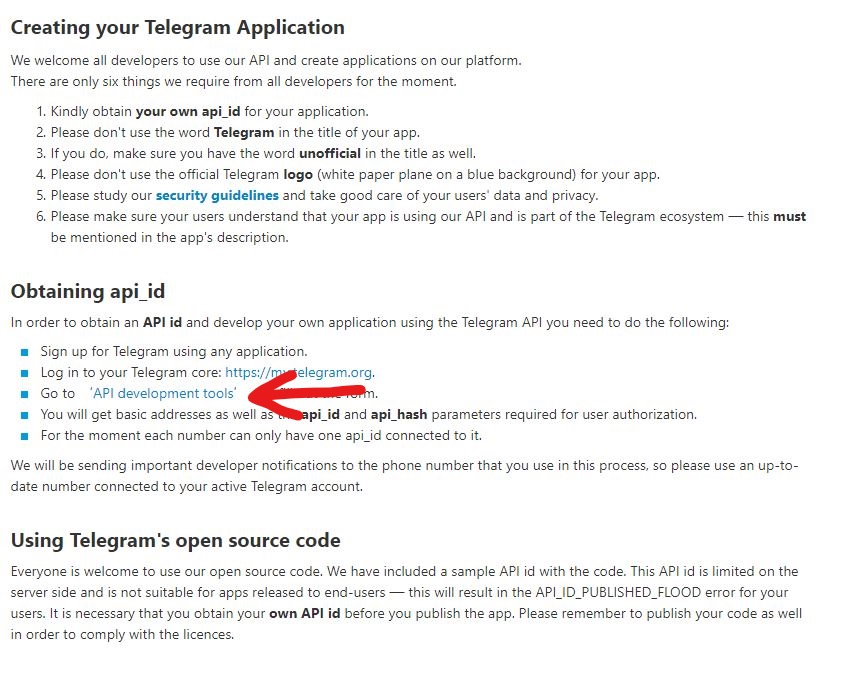 Creating your Telegram Application
We welcome all developers to use our API and create applications on our platform.
There are only six things we require from all developers for the moment.
1. Kindly obtain your own api_id for your application.
2. Please don't use the word Telegram in the title of your app.
3. If you do, make sure you have the word unofficial in the title as well.
4. Please don't use the official Telegram logo (white paper plane on a blue background) for your app.
5. Please study our security guidelines and take good care of your users' data and privacy.
6. Please make sure your users understand that your app is using our API and is part of the Telegram ecosystem — this must
be mentioned in the app's description.
Obtaining api_id
In order to obtain an API id and develop your own application using the Telegram API you need to do the following:
Sign up for Telegram using any application.
Log in to your Telegram core: https://my.telegram.org.
Go to 'API development tools' form.
You will get basic addresses as well as the api_id and api_hash parameters required for user authorization.
For the moment each number can only have one api_id connected to it.
We will be sending important developer notifications to the phone number that you use in this process, so please use an up-to-
date number connected to your active Telegram account.
Using Telegram's open source code
Everyone is welcome to use our open source code. We have included a sample API id with the code. This API id is limited on the
server side and is not suitable for apps released to end-users — this will result in the API_ID_PUBLISHED_FLOOD error for your
users. It is necessary that you obtain your own API id before you publish the app. Please remember to publish your code as well
in order to comply with the licences.